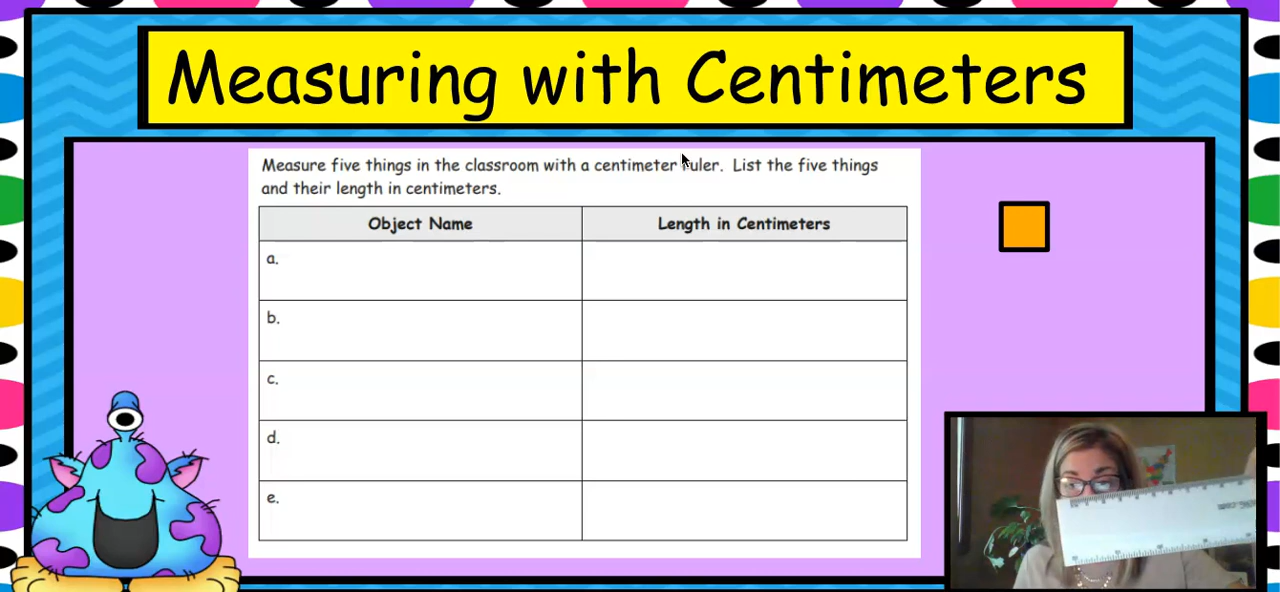 Measuring with Centimeters
Measure five things in the classroom with a centimeter ruler. List the five things
and their length in centimeters.
Object Name
Length in Centimeters
a.
b.
c.
d.
e.